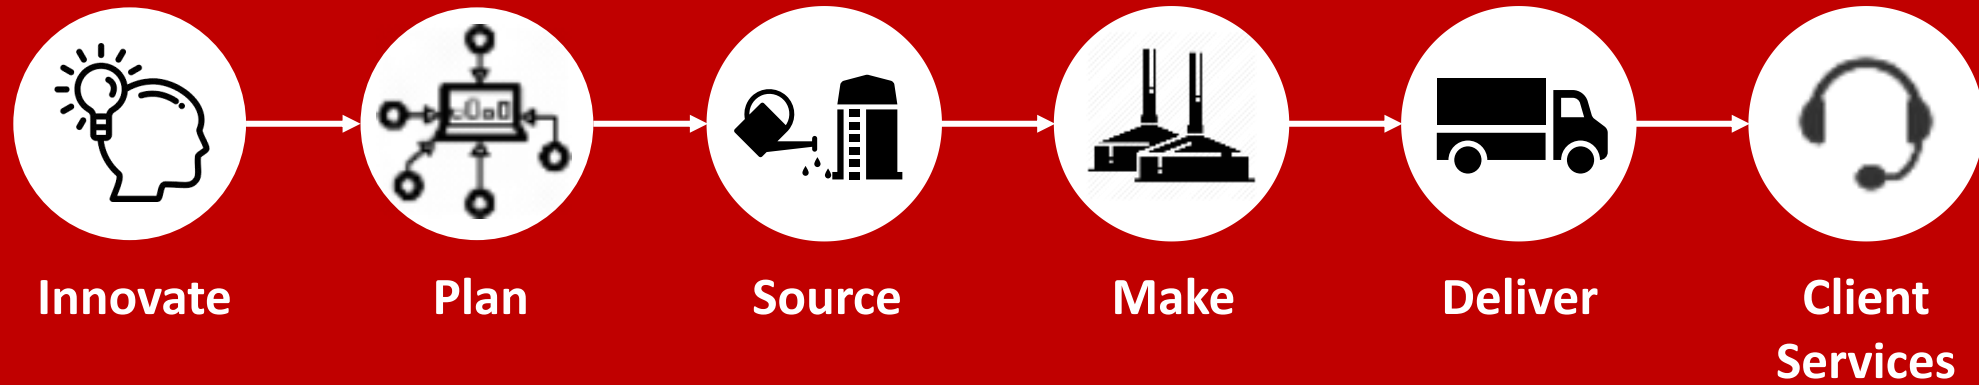 Innovate
Plan
Source
Make
Deliver
Client
Services